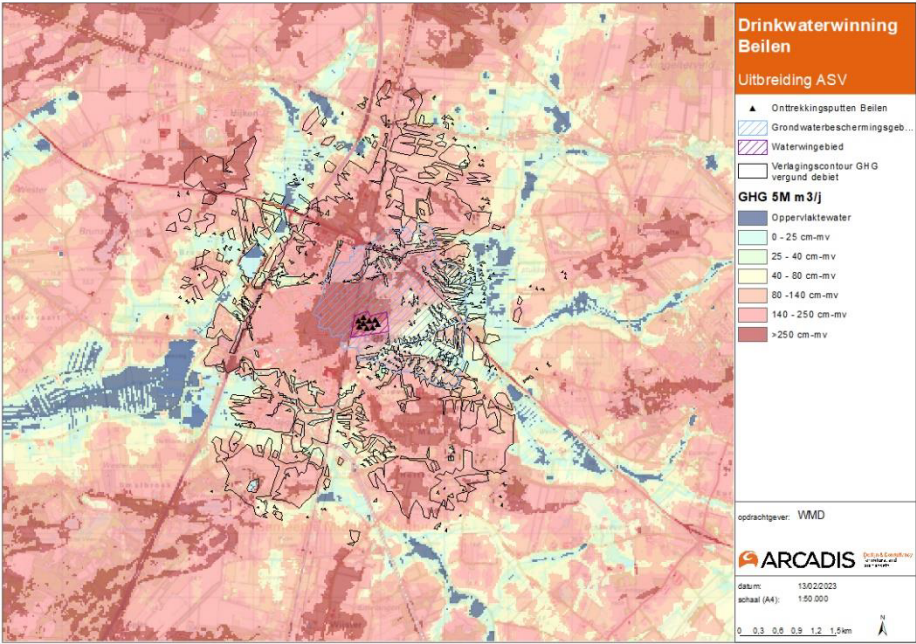 Drinkwaterwinning
Beilen
Uitbreiding ASV
Onttrekkingsputten Beilen
Grondwaterbeschermingsgeb...
Waterwingebied
Verlagingscontour GHG
vergund debiet
GHG 5M m3/j
Oppervlaktewater
0 - 25 cm-mv
25 - 40 cm-mv
40 - 80 cm-mv
80 -140 cm-mv
140 - 250 cm-mv
>250 cm-mv
opdrachtgever: WMD
ARCADIS
datum: 13/02/2023
schaal (A4): 1:50.000
0 0,3 0,6 0,9 1,2 1,5km
N